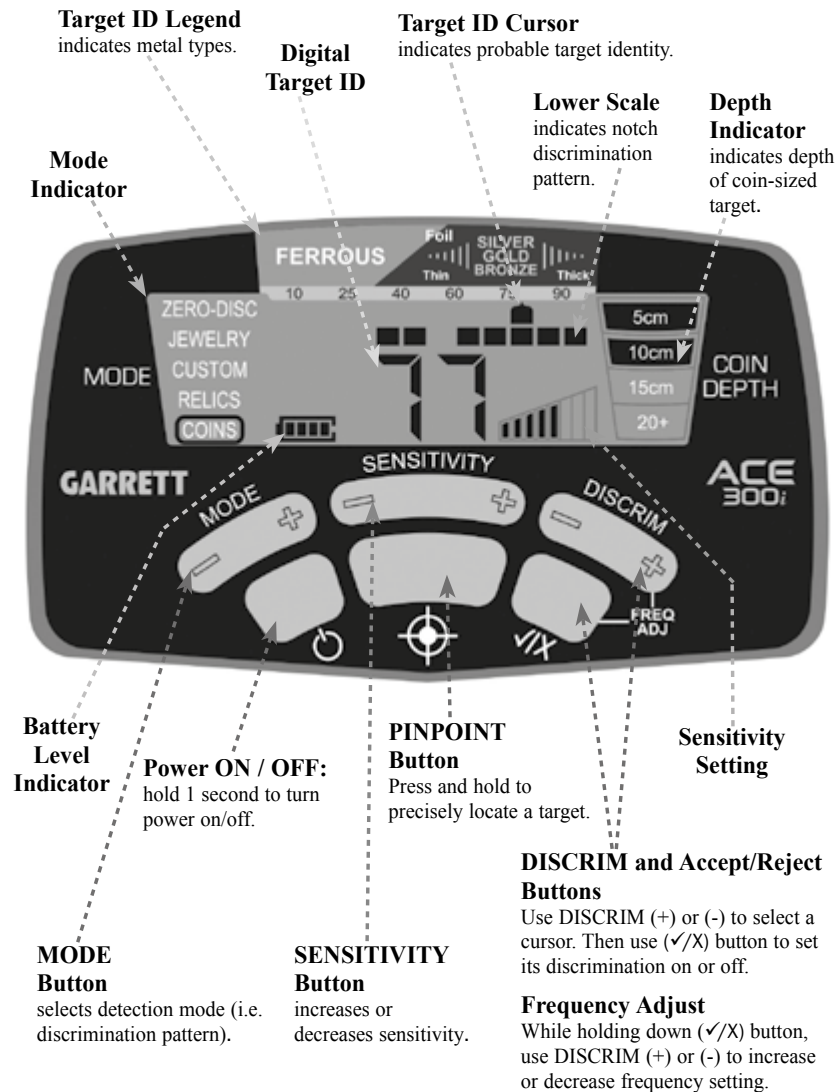 Target ID Legend
indicates metal types.
Digital
Target ID
Target ID Cursor
indicates probable target identity.
Lower Scale
indicates notch
discrimination
pattern.
Depth
Indicator
indicates depth
of coin-sized
target.
Mode
Indicator
FERROUS
Foil
Thin
SILVER
GOLD
BRONZE
Thick
10 25 40 60 75 90
MODE
ZERO-DISC
JEWELRY
CUSTOM
RELICS
COINS
77
5cm
10cm
15cm
20+
COIN
DEPTH
GARRETT
ACE
300i
MODE
- +
SENSITIVITY
- +
DISCRIM
- +
FREQ
ADJ
✓/X
Battery
Level
Indicator
Power ON / OFF:
hold 1 second to turn
power on/off.
PINPOINT
Button
Press and hold to
precisely locate a target.
Sensitivity
Setting
MODE
Button
selects detection mode (i.e.
discrimination pattern).
SENSITIVITY
Button
increases or
decreases sensitivity.
DISCRIM and Accept/Reject
Buttons
Use DISCRIM (+) or (-) to select a
cursor. Then use (✓/X) button to set
its discrimination on or off.
Frequency Adjust
While holding down (✓/X) button,
use DISCRIM (+) or (-) to increase
or decrease frequency setting.